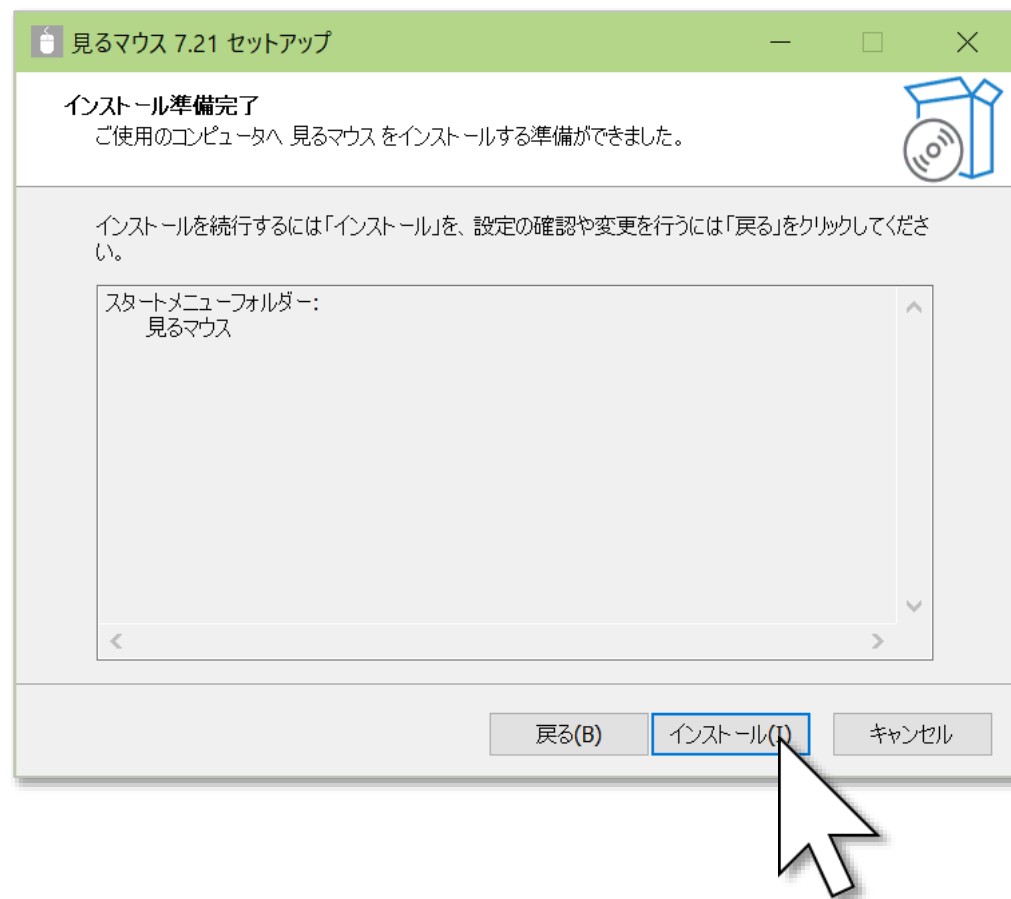 見るマウス 7.21 セットアップ
インストール準備完了
ご使用のコンピュータへ 見るマウス をインストールする準備ができました。
インストールを続行するには「インストール」を、設定の確認や変更を行うには「戻る」をクリックしてくださ
い。
スタートメニューフォルダー:
見るマウス
戻る(B)
インストール(I)
キャンセル